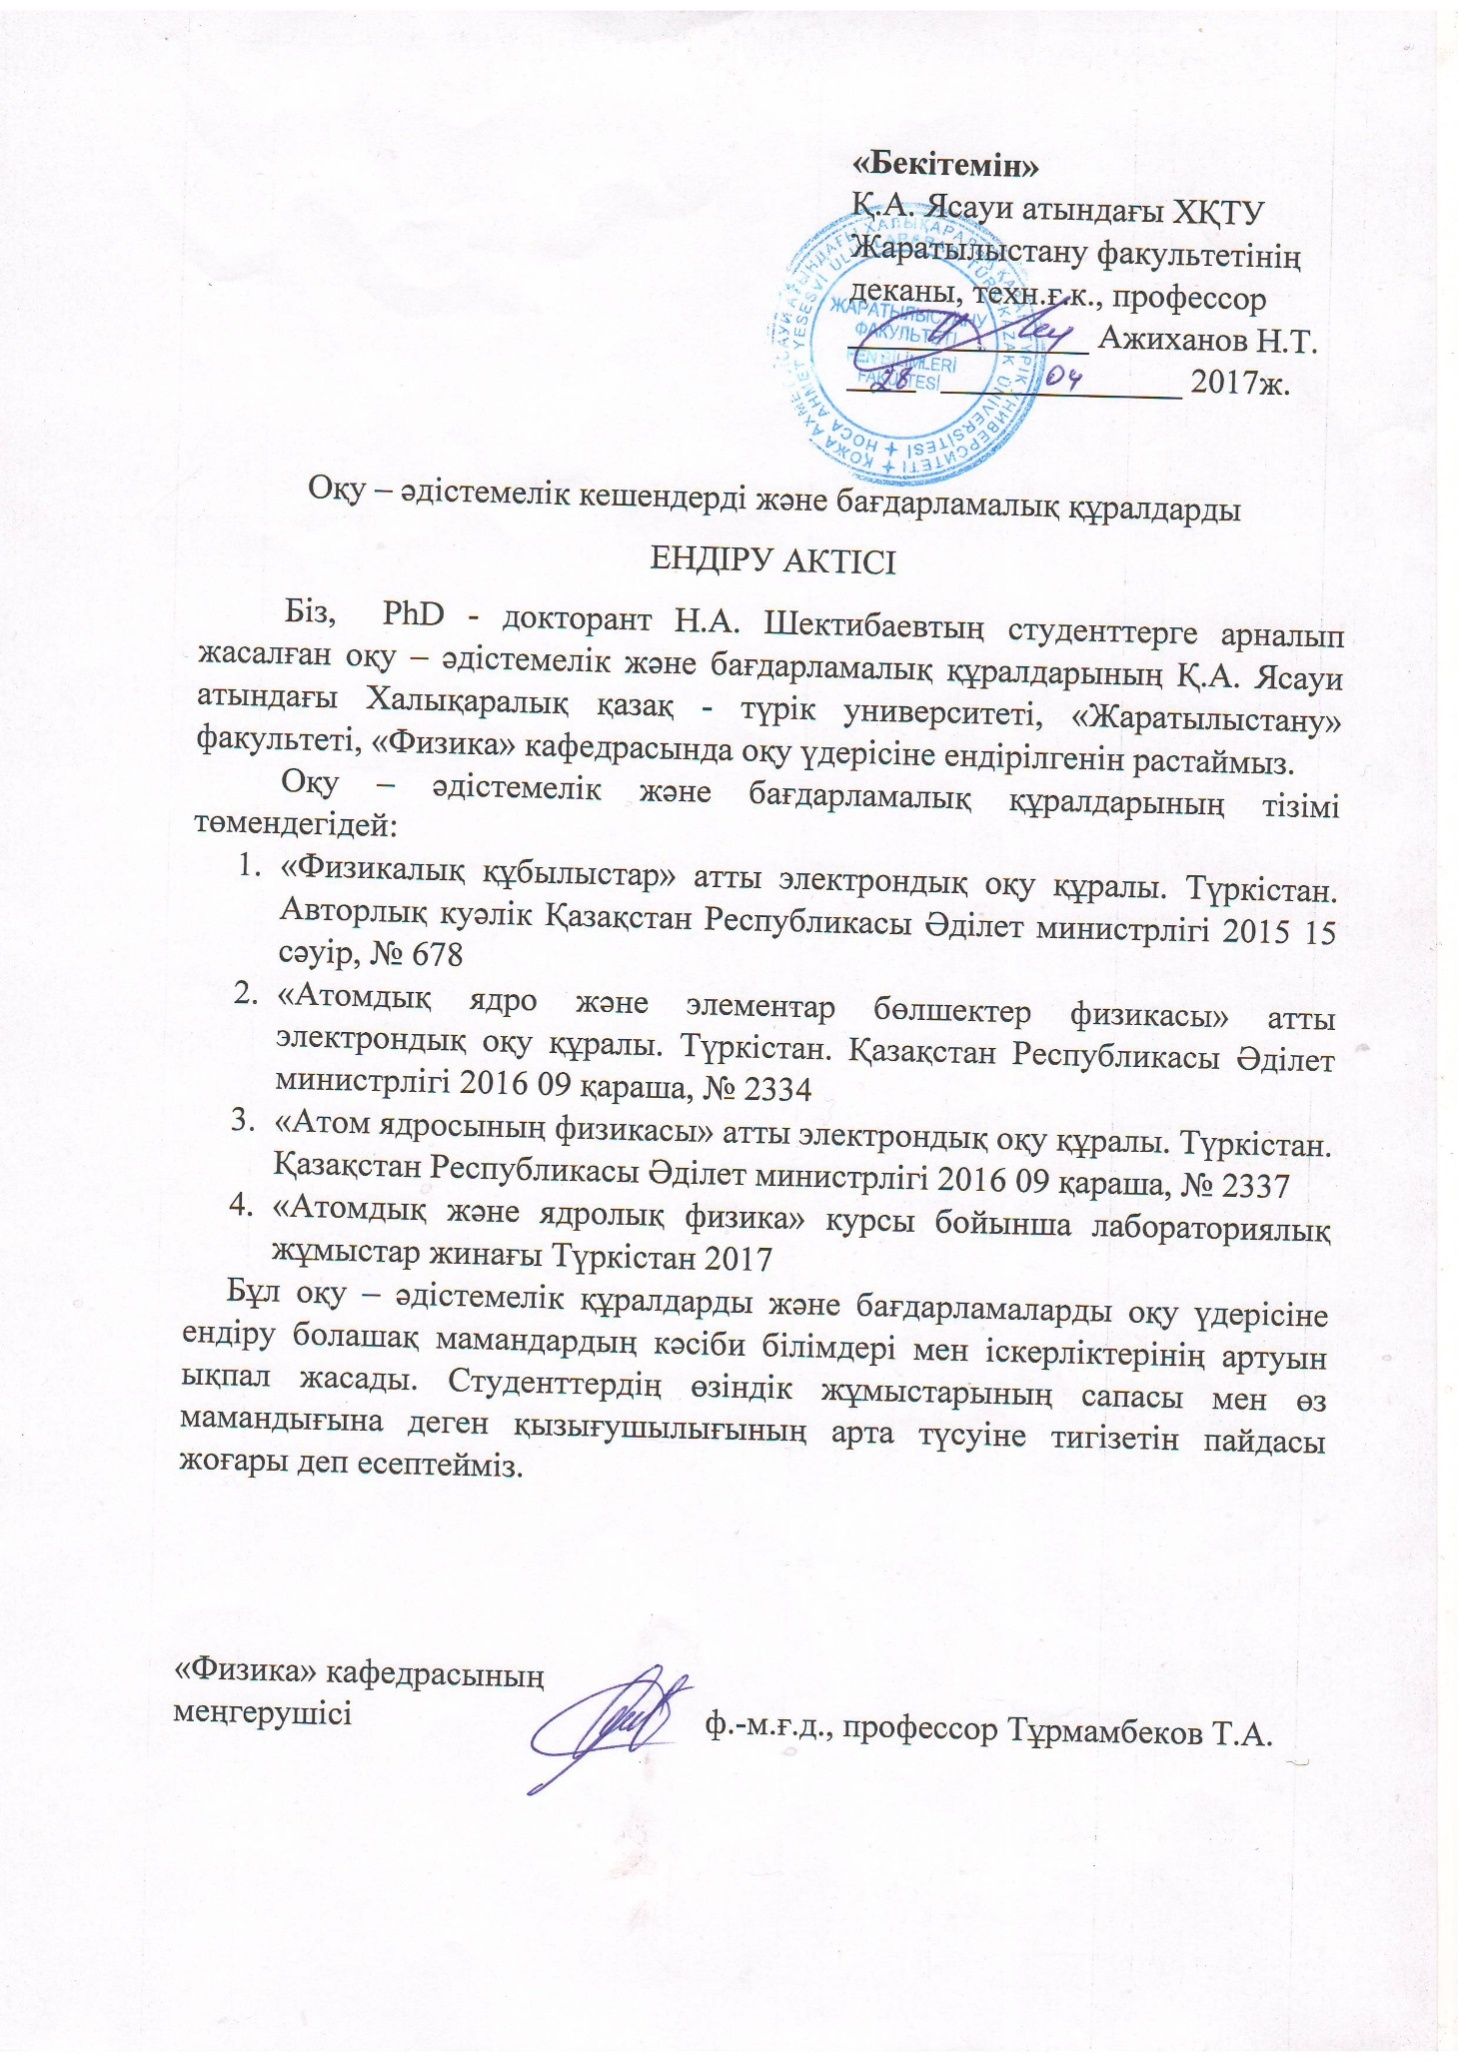 «Бекітемін»
Қ.А. Ясауи атындағы ХҚТУ
Жаратылыстану факультетінің
деканы, техн.ғ.к., профессор
Ажиханов Н.Т.
28 04 2017ж.
ЖАРАТЫЛЫСТАНУ
ФАКУЛЬТЕТІ
FEN BİLİMLERİ
FAKÜLTESİ
Оқу – әдістемелік кешендерді және бағдарламалық құралдарды
ЕНДІРУ АКТІСІ
Біз, PhD - докторант Н.А. Шектибаевтың студенттерге арналып
жасалған оқу – әдістемелік және бағдарламалық құралдарының Қ.А. Ясауи
атындағы Халықаралық қазақ - түрік университеті, «Жаратылыстану»
факультеті, «Физика» кафедрасында оқу үдерісіне ендірілгенін растаймыз.
Оқу – әдістемелік және бағдарламалық құралдарының тізімі
төмендегідей:
1. «Физикалық құбылыстар» атты электрондық оқу құралы. Түркістан.
Авторлық куәлік Қазақстан Республикасы Әділет министрлігі 2015 15
сәуір, № 678
2. «Атомдық ядро және элементар бөлшектер физикасы» атты
электрондық оқу құралы. Түркістан. Қазақстан Республикасы Әділет
министрлігі 2016 09 қараша, № 2334
3. «Атом ядросының физикасы» атты электрондық оқу құралы. Түркістан.
Қазақстан Республикасы Әділет министрлігі 2016 09 қараша, № 2337
4. «Атомдық және ядролық физика» курсы бойынша лабораториялық
жұмыстар жинағы Түркістан 2017
Бұл оқу – әдістемелік құралдарды және бағдарламаларды оқу үдерісіне
ендіру болашақ мамандардың кәсіби білімдері мен іскерліктерінің артуын
ықпал жасады. Студенттердің өзіндік жұмыстарының сапасы мен өз
мамандығына деген қызығушылығының арта түсуіне тигізетін пайдасы
жоғары деп есептейміз.
«Физика» кафедрасының
меңгерушісі
ф.-м.ғ.д., профессор Тұрмамбеков Т.А.